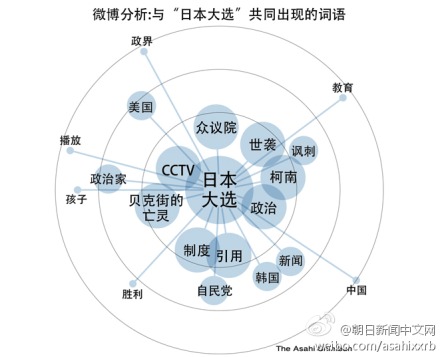 微博分析:与“日本大选”共同出现的词语
政界
教育
美国
众议院
世袭
讽刺
播放
CCTV
日本
大选
柯南
政治家
孩子
贝克街的
亡灵
政治
制度
引用
新闻
韩国
中国
胜利
自民党
The Asahi Shimbun
@朝日新闻中文网
weibo.com/asahixxrb